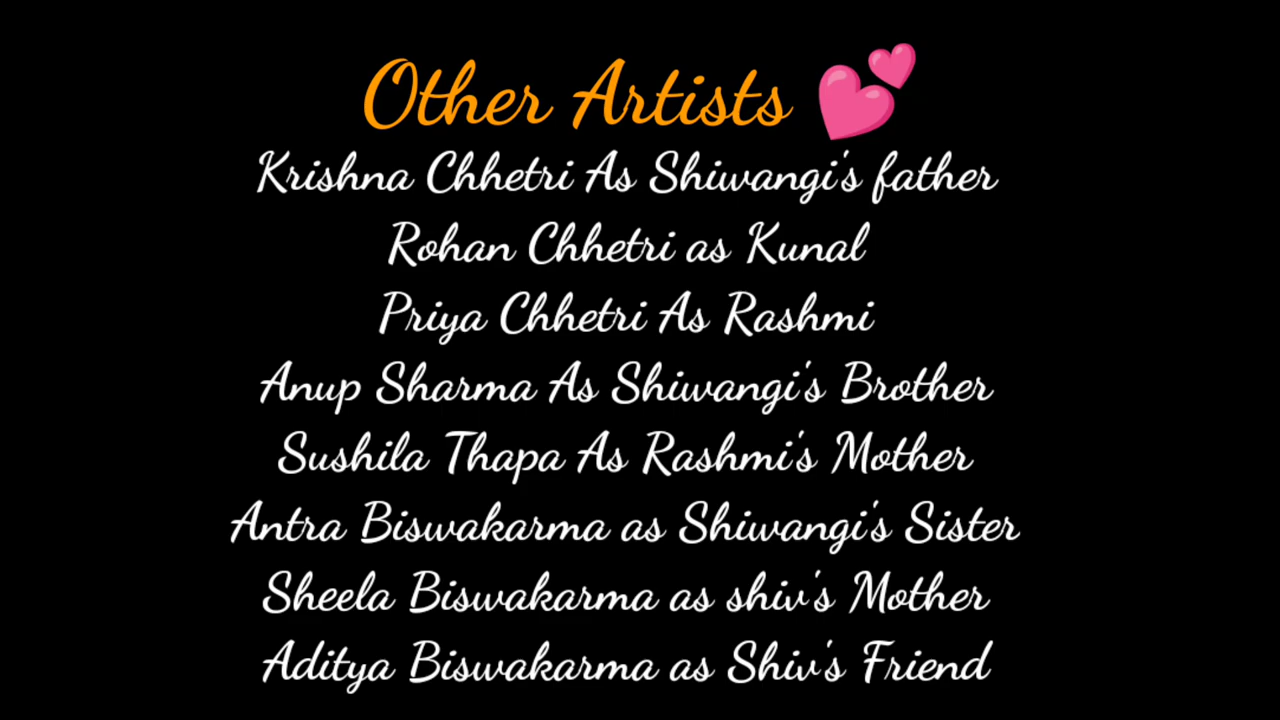 Other Artists 💕
Krishna Chhetri As Shiwangi's father
Rohan Chhetri as Kunal
Priya Chhetri As Rashmi
Anup Sharma As Shiwangi's Brother
Sushila Thapa As Rashmi's Mother
Antra Biswakarma as Shiwangi's Sister
Sheela Biswakarma as shiv's Mother
Aditya Biswakarma as Shiv's Friend